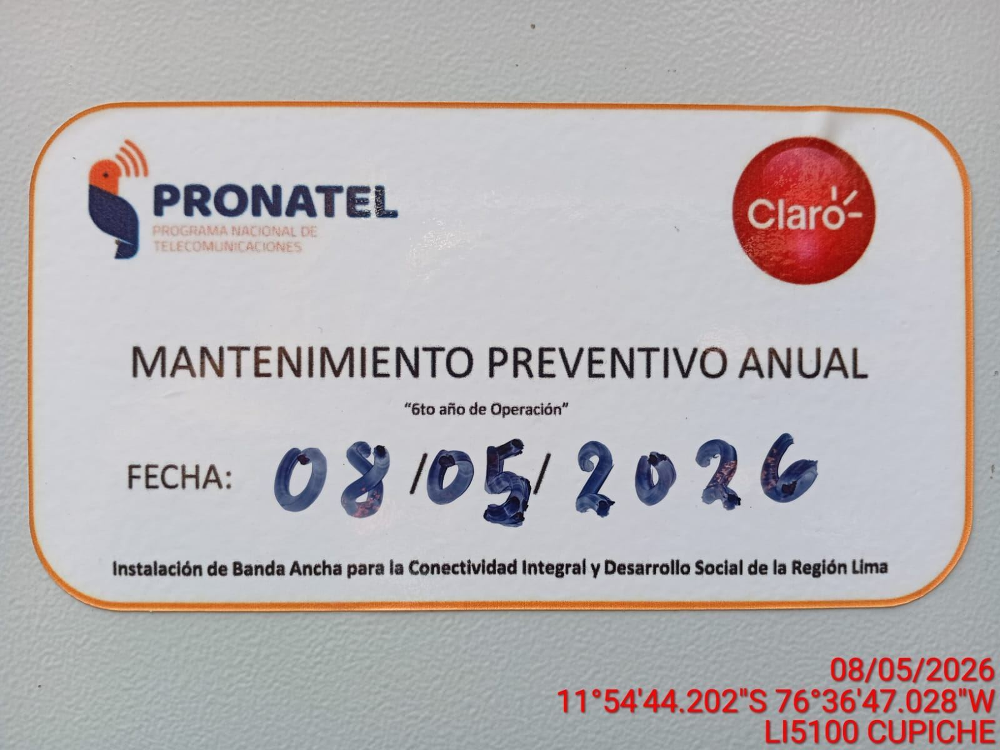 PRONATEL
PROGRAMA NACIONAL DE
TELECOMUNICACIONES
Claro
MANTENIMIENTO PREVENTIVO ANUAL
“6to año de Operación”
FECHA: 08/05/2026
Instalación de Banda Ancha para la Conectividad Integral y Desarrollo Social de la Región Lima
08/05/2026
11°54'44.202"S 76°36'47.028"W
LI5100 CUPICHE